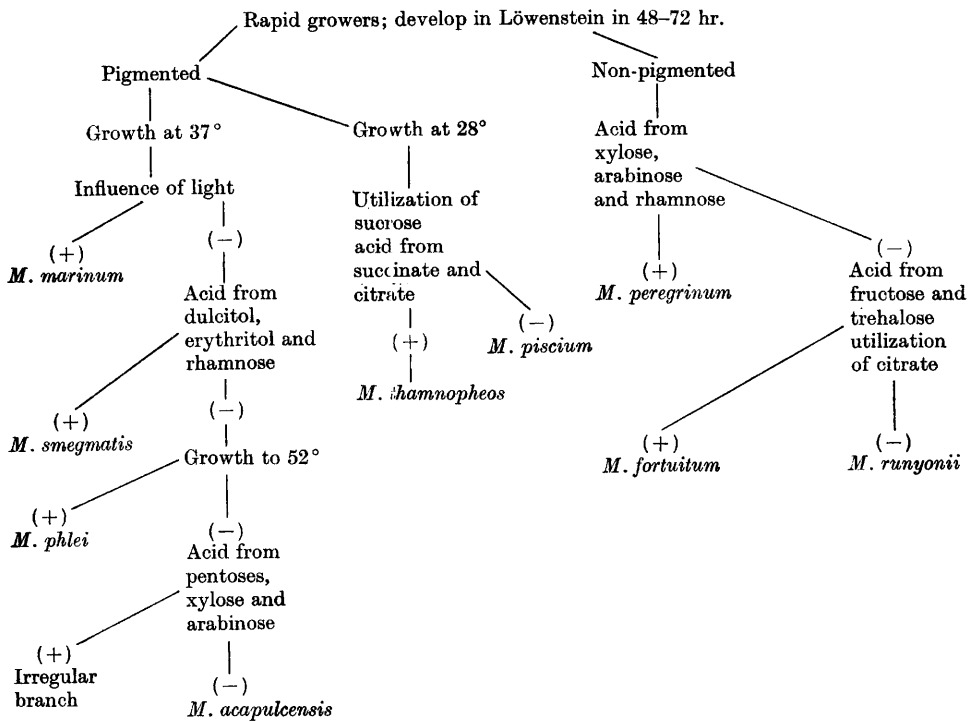 Rapid growers; develop in Löwenstein in 48–72 hr.
Pigmented
Non-pigmented
Growth at 37°
Influence of light
(+)
M. marinum
(−)
Acid from
dulcitol,
erythritol and
rhamnose
(+)
M. smegmatis
(−)
Growth to 52°
(+)
M. phlei
(−)
Acid from
pentoses,
xylose and
arabinose
(+)
Irregular
branch
(−)
M. acapulcensis
Growth at 28°
Utilization of
sucrose
acid from
succinate and
citrate
(+)
M. thamnopheos
(−)
M. piscium
Acid from
xylose,
arabinose
and rhamnose
(+)
M. peregrinum
(−)
Acid from
fructose and
trehalose
utilization
of citrate
(+)
M. fortuitum
(−)
M. runyonii